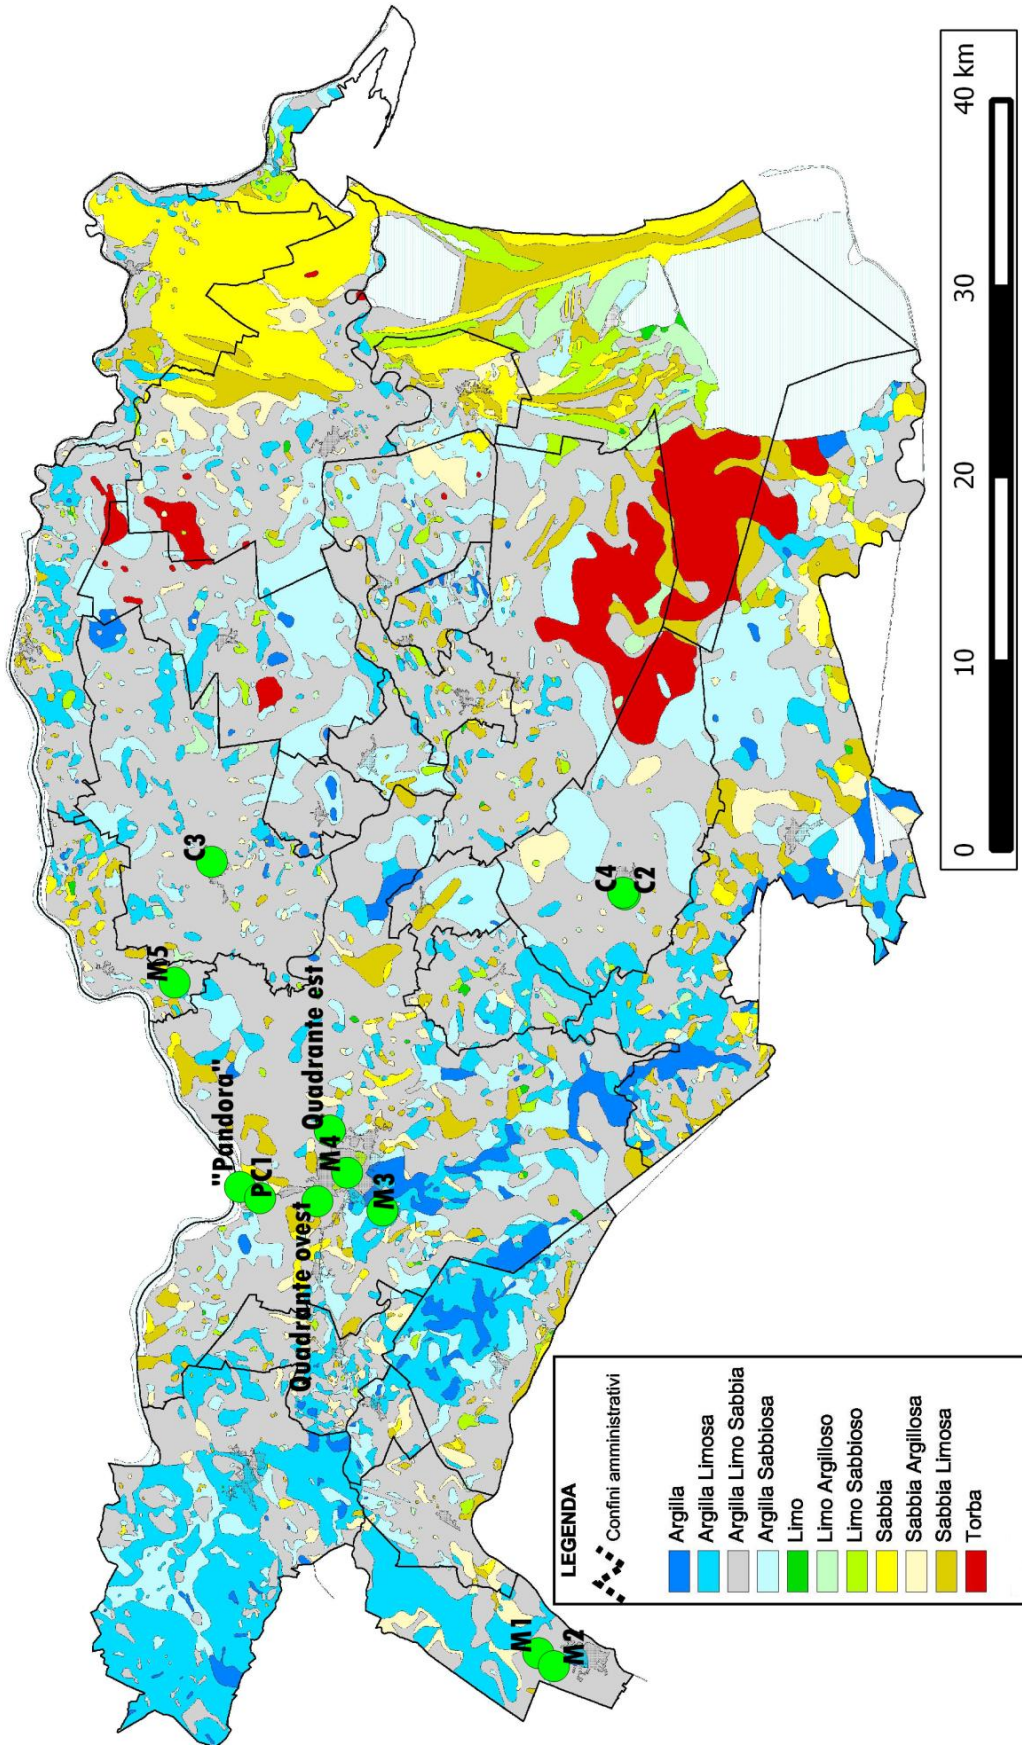 "Pandora"
PC1
M5
C3
Quadrante est
Quadrante ovest
M4
M3
C4
C2
M1
M2
LEGENDA
Confini amministrativi
Argilla
Argilla Limosa
Argilla Limo Sabbia
Argilla Sabbiosa
Limo
Limo Argilloso
Limo Sabbioso
Sabbia
Sabbia Argillosa
Sabbia Limosa
Torba
0 10 20 30 40 km